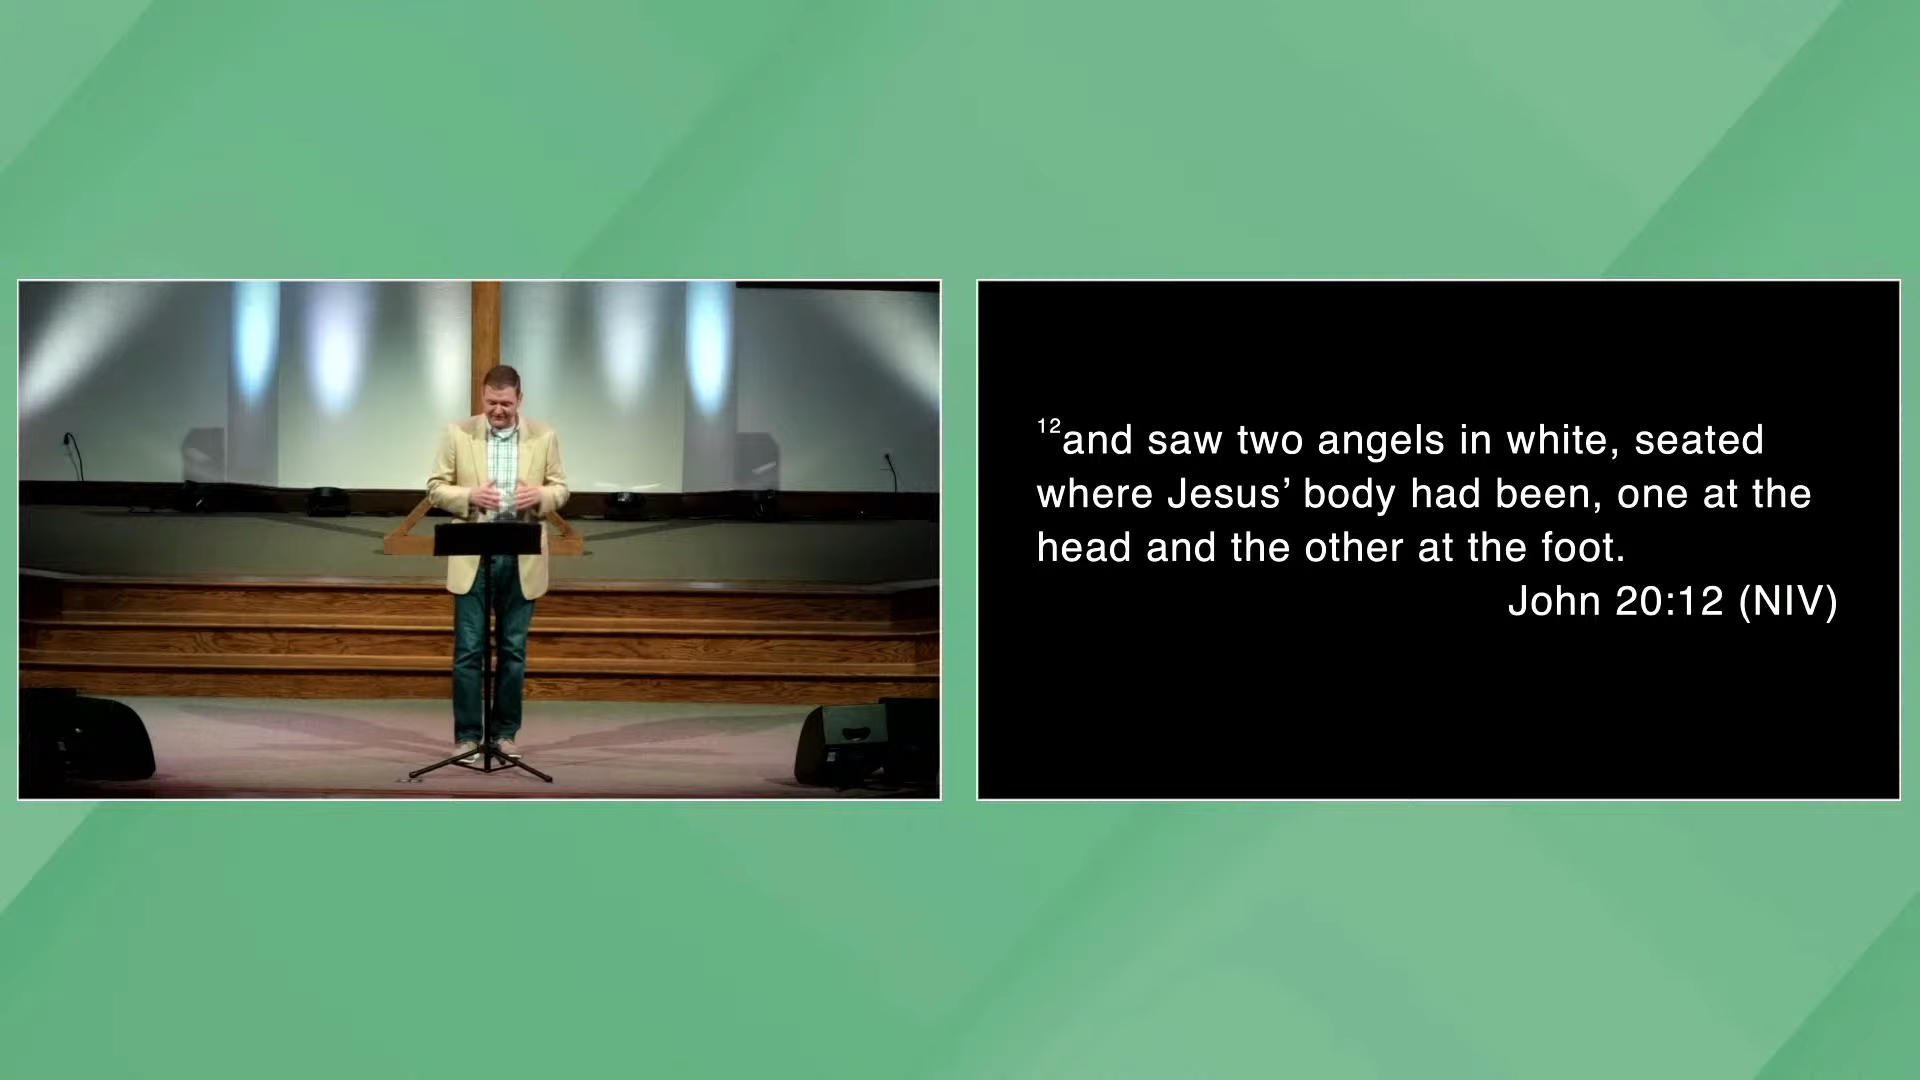 12and saw two angels in white, seated
where Jesus’ body had been, one at the
head and the other at the foot.
John 20:12 (NIV)